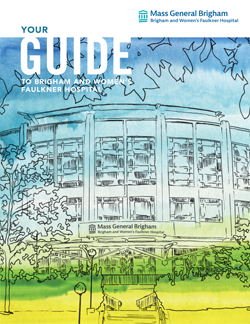 Mass General Brigham
Brigham and Women's Faulkner Hospital
YOUR
GUIDE
TO BRIGHAM AND WOMEN'S
FAULKNER HOSPITAL
Mass General Brigham
Brigham and Women's Faulkner Hospital